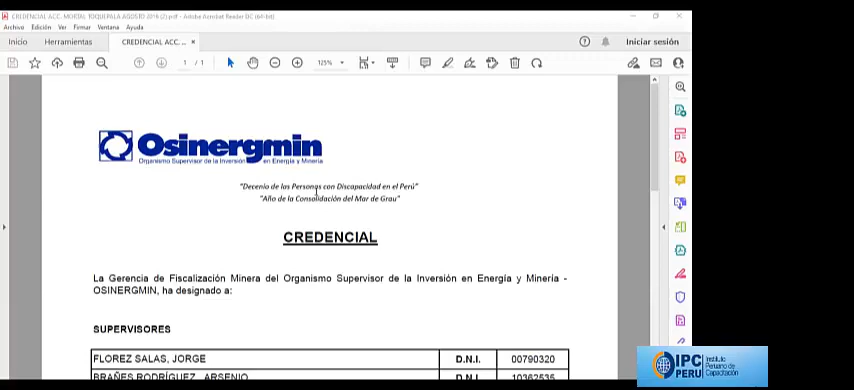 CREDENCIAL ACC. MORTAL TOQUEPALA AGOSTO 2016 (2).pdf - Adobe Acrobat Reader DC (64-bit)
Archivo Edición Ver Firmar Ventana Ayuda
Inicio Herramientas CREDENCIAL ACC. ... × Iniciar sesión
1 / 1 125%
Osinergmin
Organismo Supervisor de la Inversión en Energía y Minería
"Decenio de las Personas con Discapacidad en el Perú"
"Año de la Consolidación del Mar de Grau"
CREDENCIAL
La Gerencia de Fiscalización Minera del Organismo Supervisor de la Inversión en Energía y Minería -
OSINERGMIN, ha designado a:
SUPERVISORES
FLOREZ SALAS, JORGE D.N.I. 00790320
BRAÑES RODRÍGUEZ, ARSENIO D.N.I. 10362535
IPC
PERU
Instituto
Peruano de
Capacitación